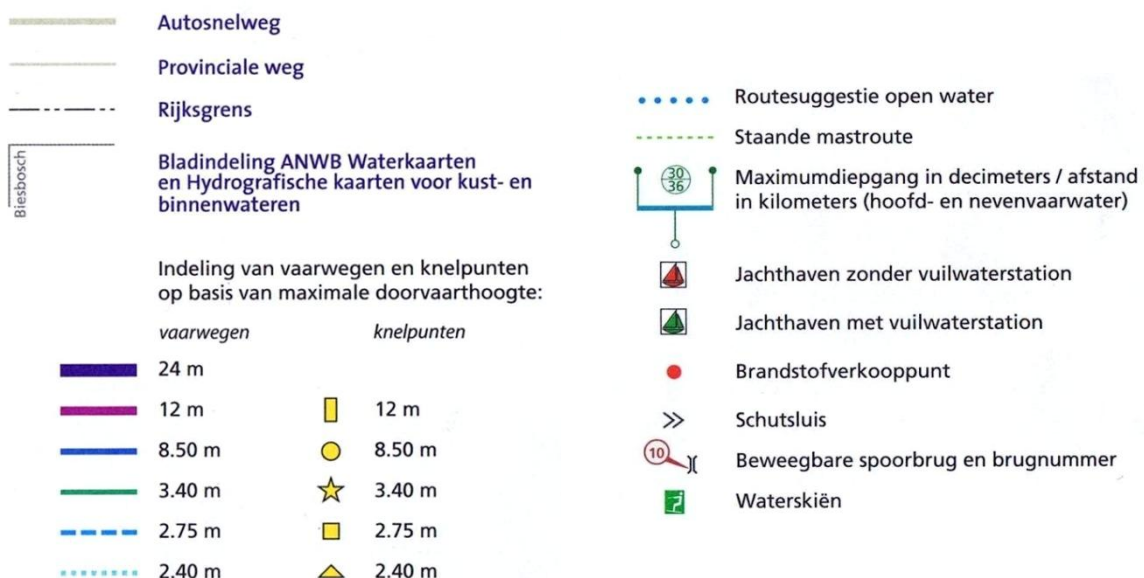 Autosnelweg
Provinciale weg
Rijksgrens
Biesbosch
Bladindeling ANWB Waterkaarten
en Hydrografische kaarten voor kust- en
binnenwateren
Indeling van vaarwegen en knelpunten
op basis van maximale doorvaarthoogte:
vaarwegen knelpunten
24 m
12 m 12 m
8.50 m 8.50 m
3.40 m 3.40 m
2.75 m 2.75 m
2.40 m 2.40 m
Routesuggestie open water
Staande mastroute
30
36
Maximumdiepgang in decimeters / afstand
in kilometers (hoofd- en nevenvaarwater)
Jachthaven zonder vuilwaterstation
Jachthaven met vuilwaterstation
Brandstofverkooppunt
Schutsluis
10 Beweegbare spoorbrug en brugnummer
Waterskiën